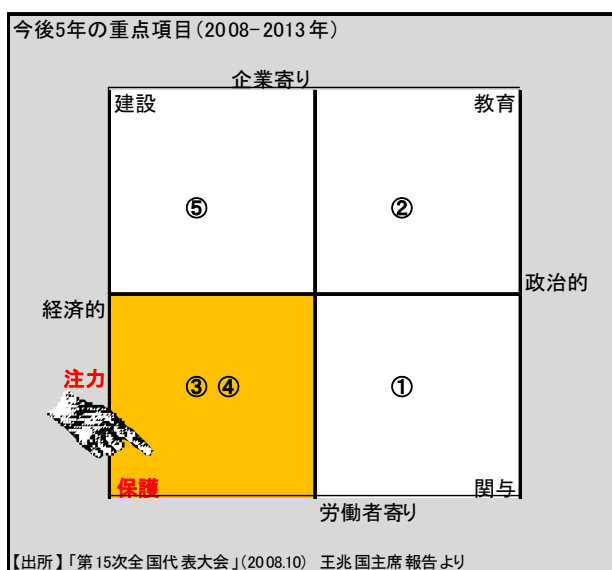 今後5年の重点項目(2008-2013年)
企業寄り
建設
教育
⑤
②
政治的
経済的
注力
③ ④
①
保護
関与
労働者寄り
【出所】「第15次全国代表大会」(2008.10) 王兆国主席報告より